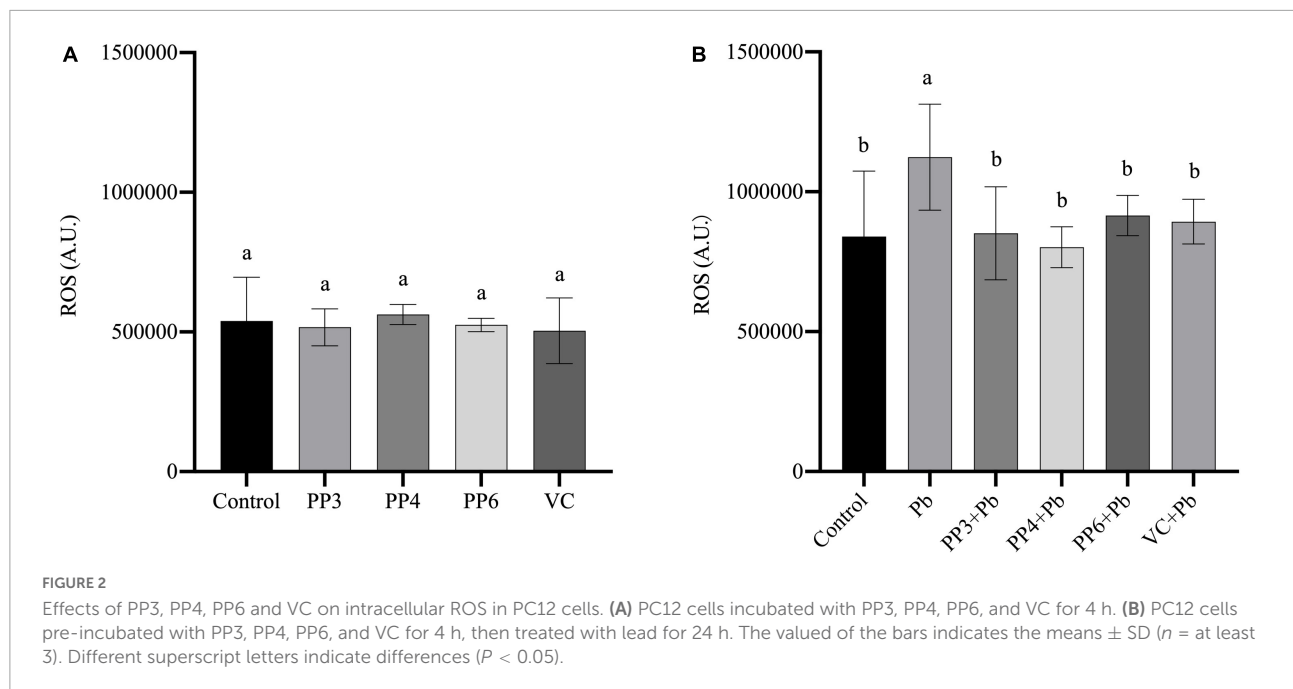 A
1500000
1000000
500000
0
ROS (A.U.)
a
a
a
a
a
Control PP3 PP4 PP6 VC
B
1500000
1000000
500000
0
ROS (A.U.)
b
a
b
b
b
b
Control Pb PP3+Pb PP4+Pb PP6+Pb VC+Pb
FIGURE 2
Effects of PP3, PP4, PP6 and VC on intracellular ROS in PC12 cells. (A) PC12 cells incubated with PP3, PP4, PP6, and VC for 4 h. (B) PC12 cells
pre-incubated with PP3, PP4, PP6, and VC for 4 h, then treated with lead for 24 h. The valued of the bars indicates the means ± SD (n = at least
3). Different superscript letters indicate differences (P < 0.05).